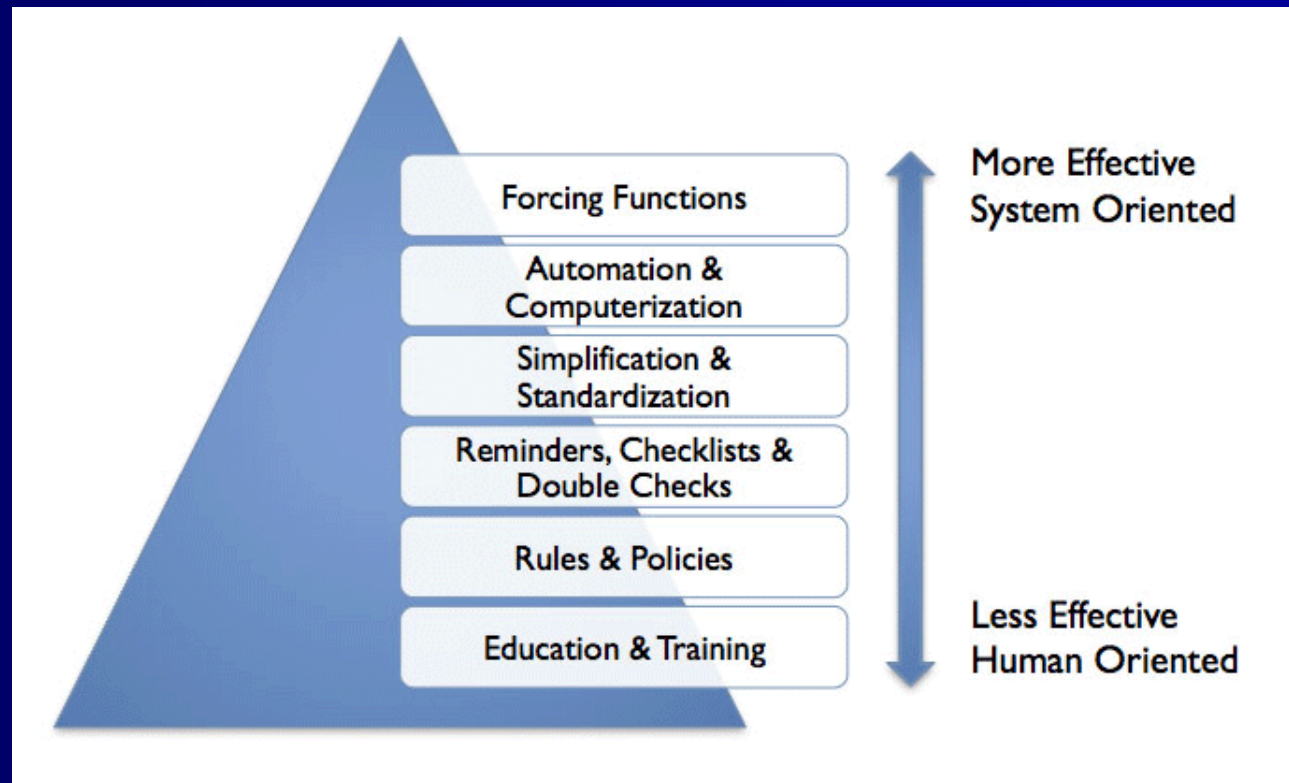 Forcing Functions
Automation &
Computerization
Simplification &
Standardization
Reminders, Checklists &
Double Checks
Rules & Policies
Education & Training
More Effective
System Oriented
Less Effective
Human Oriented